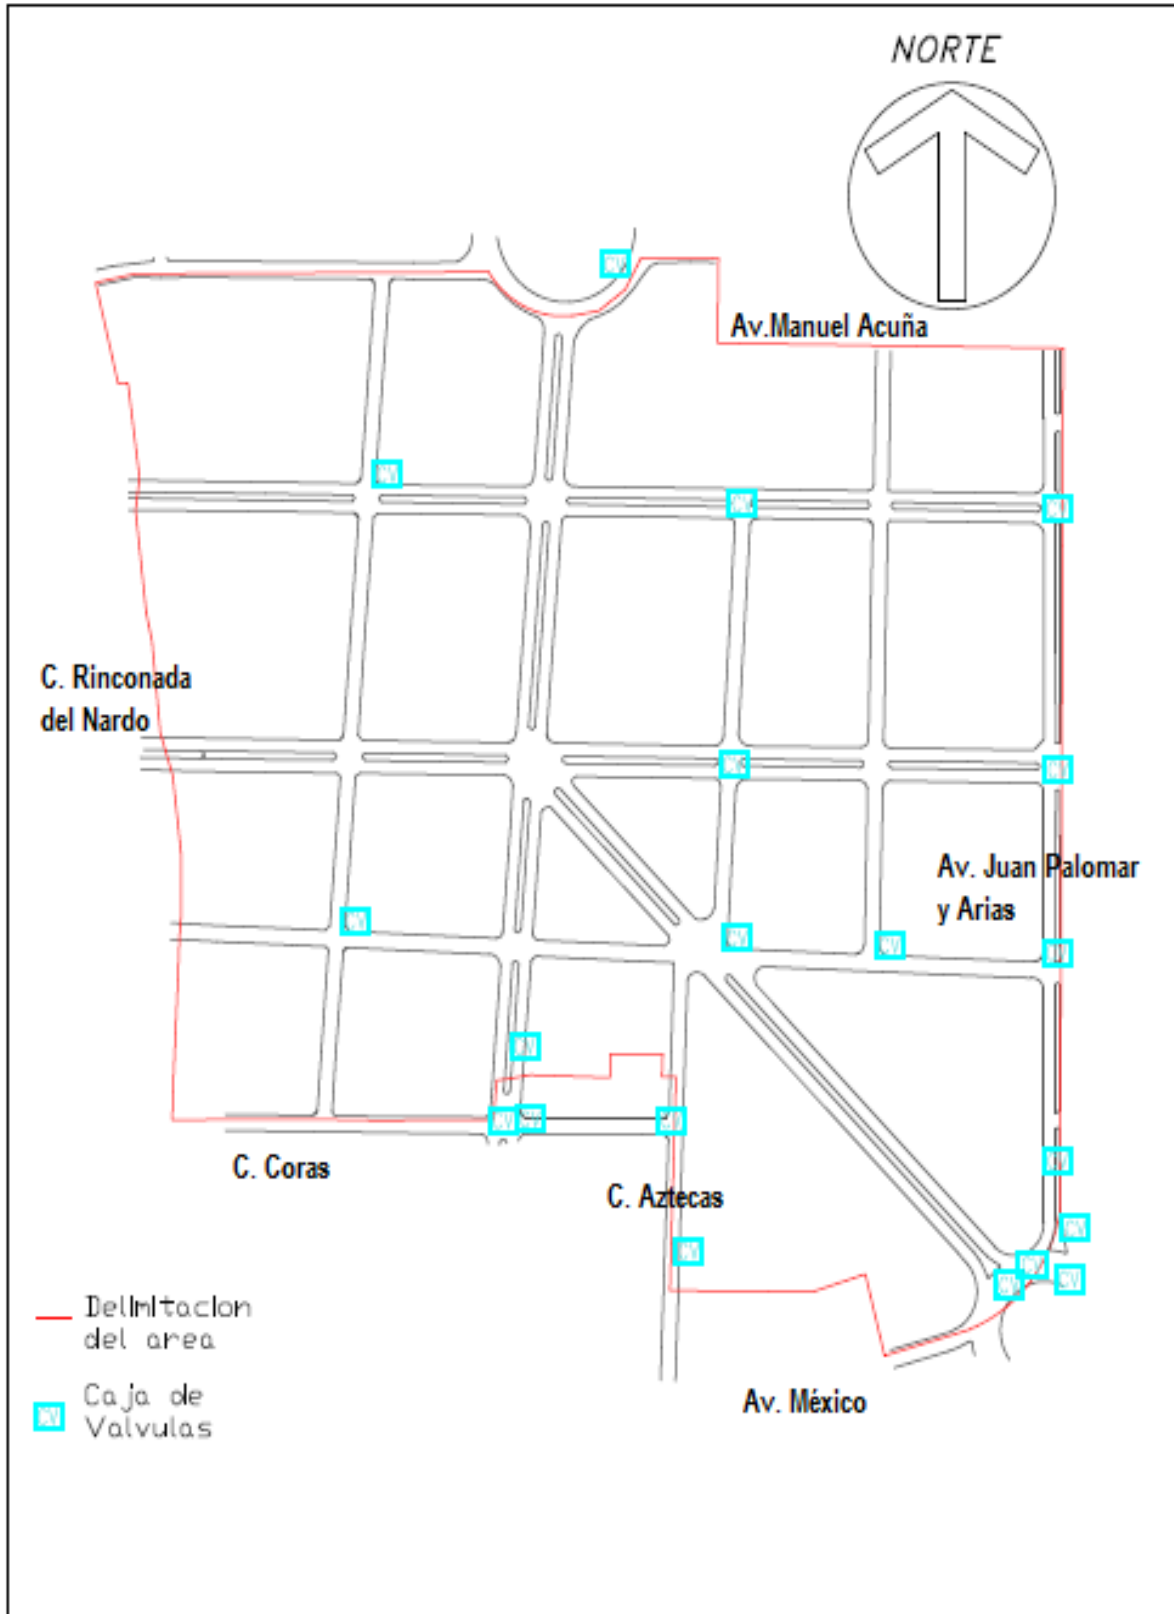 NORTE
Av.Manuel Acuña
C. Rinconada
del Nardo
Av. Juan Palomar
y Arias
C. Coras
C. Aztecas
Delimitacion
del area
Caja de
Valvulas
CV
Av. México